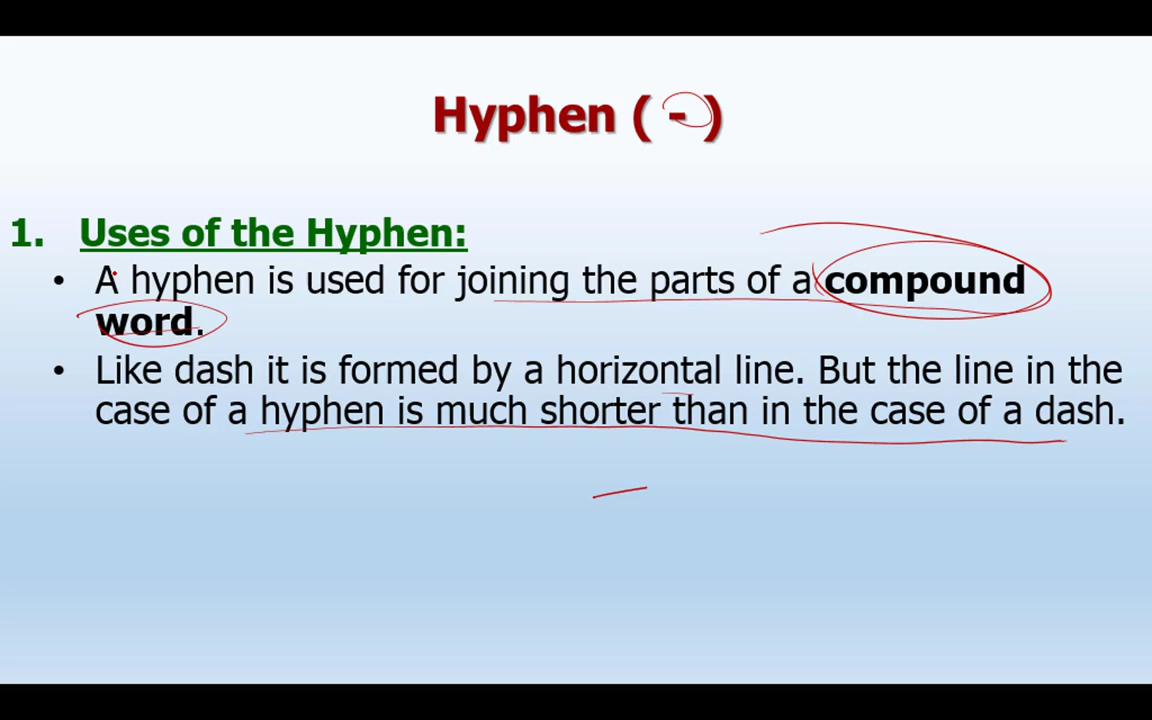 Hyphen ( - )
1. Uses of the Hyphen:
• A hyphen is used for joining the parts of a compound
word.
• Like dash it is formed by a horizontal line. But the line in the
case of a hyphen is much shorter than in the case of a dash.